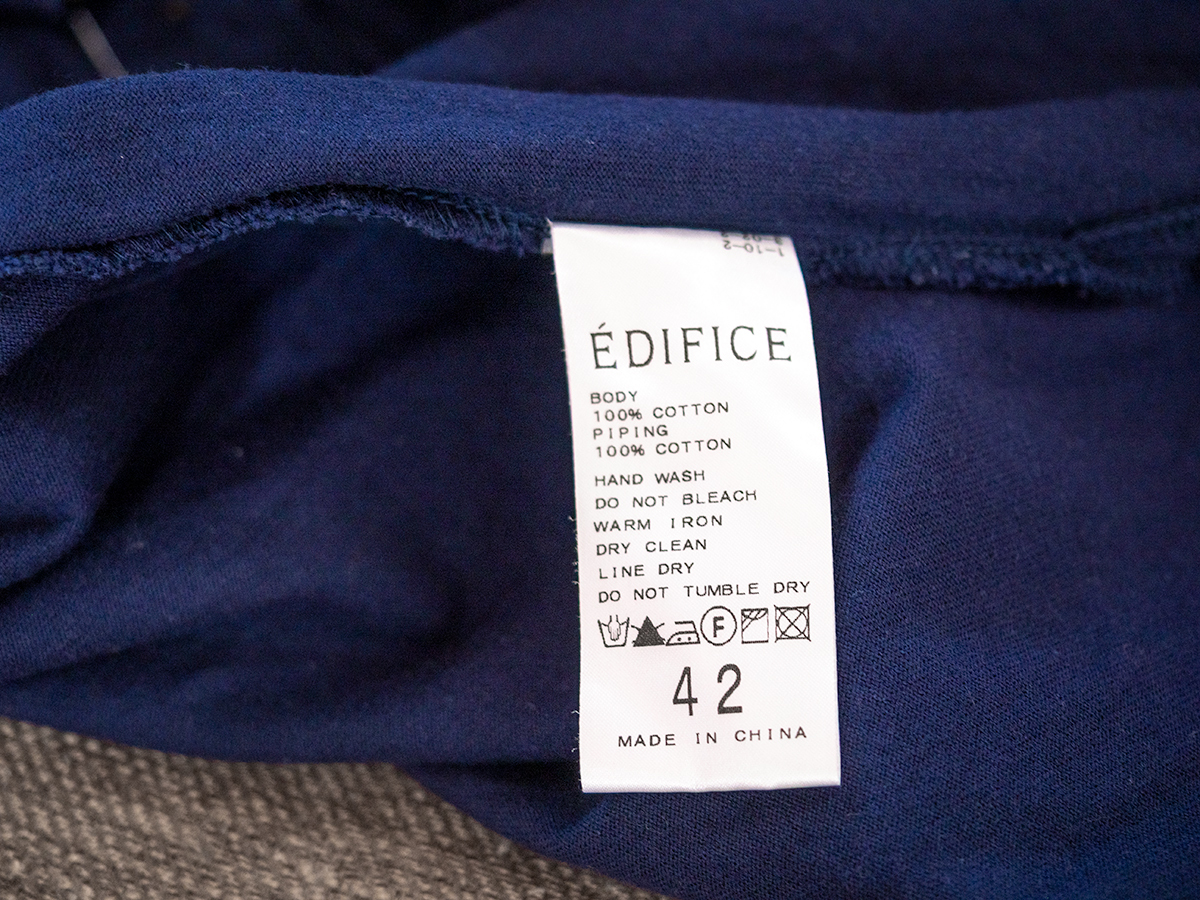 ÉDIFICE
BODY
100% COTTON
PIPING
100% COTTON
HAND WASH
DO NOT BLEACH
WARM IRON
DRY CLEAN
LINE DRY
DO NOT TUMBLE DRY
F
42
MADE IN CHINA